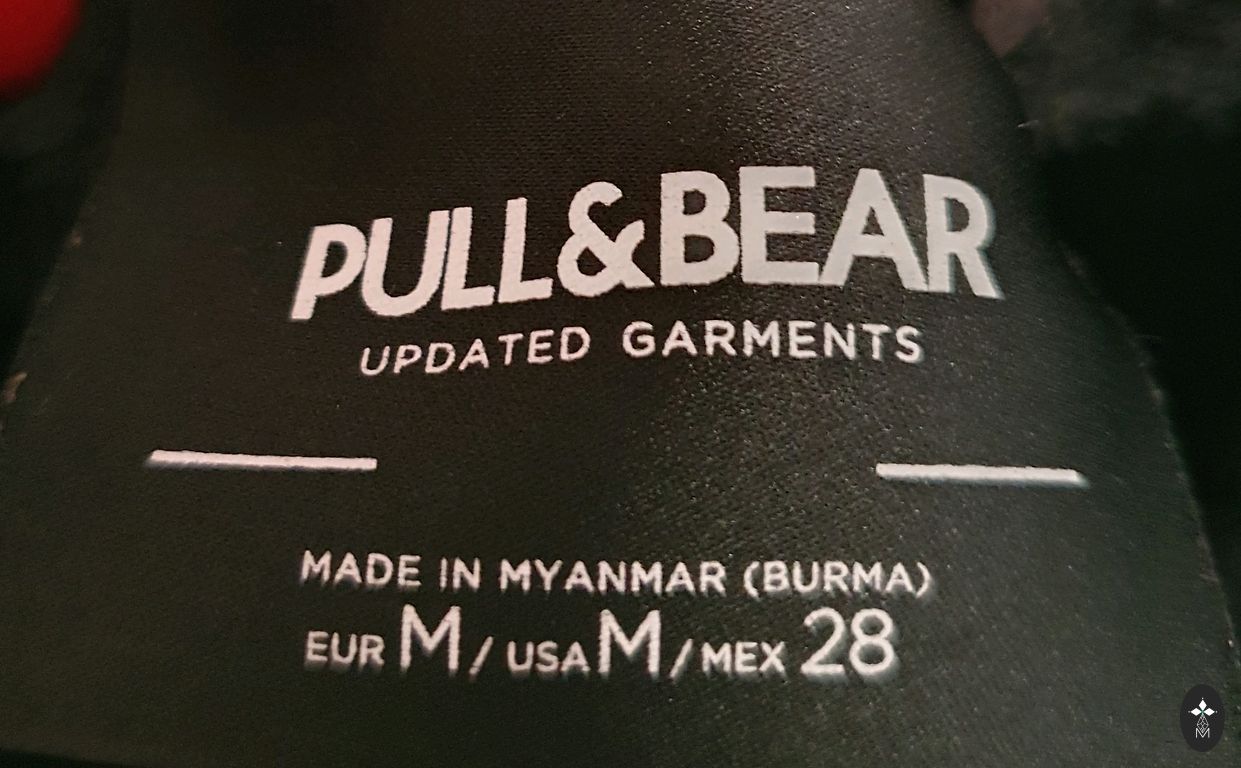 PULL&BEAR
UPDATED GARMENTS
MADE IN MYANMAR (BURMA)
EUR M / USA M / MEX 28
M